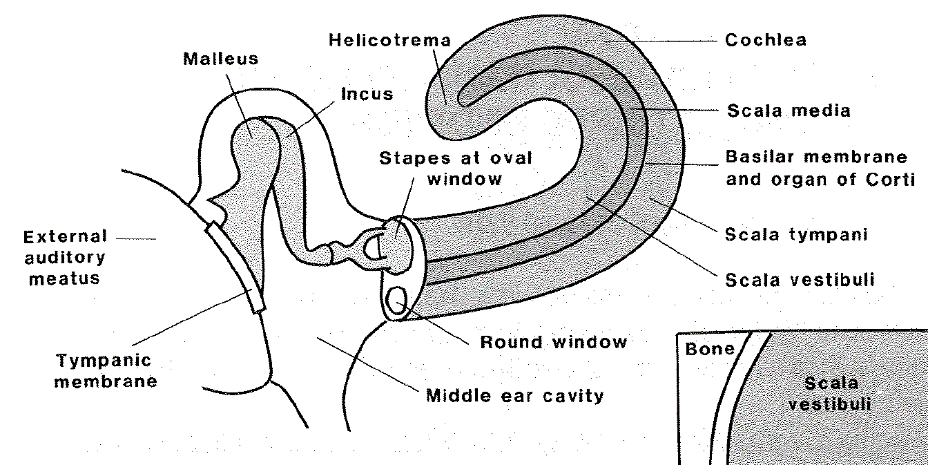 Helicotrema
Cochlea
Malleus
Incus
Scala media
Stapes at oval
window
Basilar membrane
and organ of Corti
External
auditory
meatus
Scala tympani
Scala vestibuli
Round window
Tympanic
membrane
Middle ear cavity
Bone
Scala
vestibuli